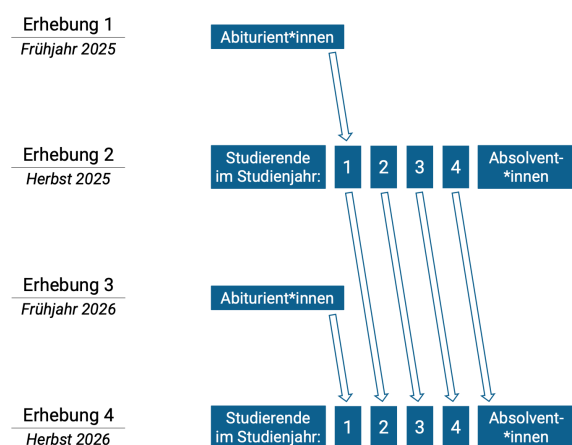 Erhebung 1
Frühjahr 2025
Abiturient*innen
Erhebung 2
Herbst 2025
Studierende
im Studienjahr:
1
2
3
4
Absolvent-
*innen
Erhebung 3
Frühjahr 2026
Abiturient*innen
Erhebung 4
Herbst 2026
Studierende
im Studienjahr:
1
2
3
4
Absolvent-
*innen